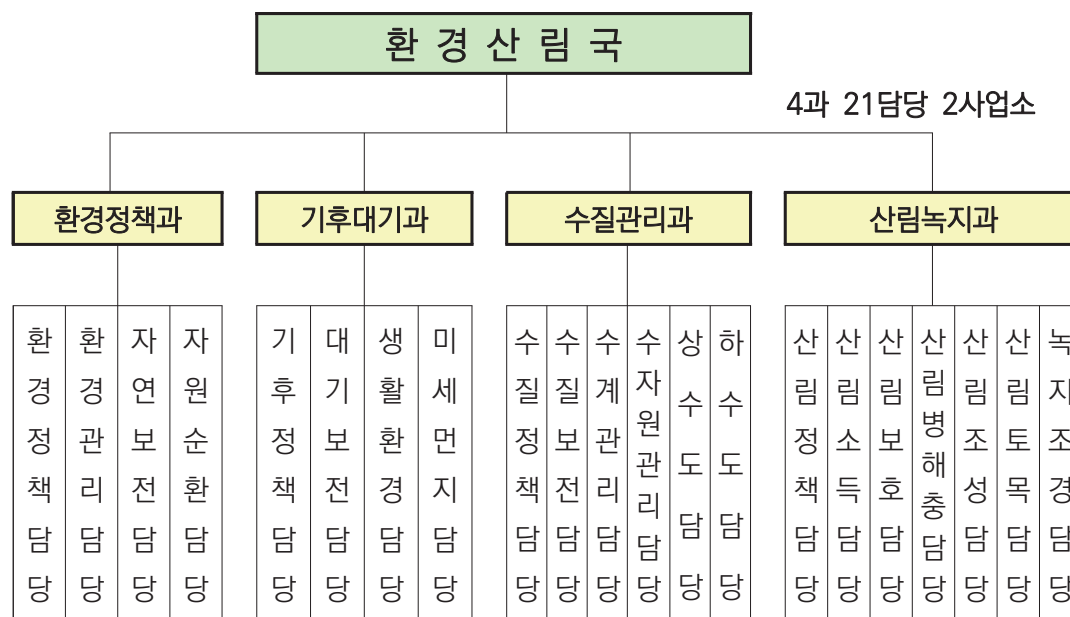 환경산림국
4과 21담당 2사업소
환경정책과
기후대기과
수질관리과
산림녹지과
환경정책담당
환경관리담당
자연보전담당
자원순환담당
기후정책담당
대기보전담당
생활환경담당
미세먼지담당
수질정책담당
수질보전담당
수계관리담당
수자원관리담당
상수도담당
하수도담당
산림정책담당
산림소득담당
산림보호담당
산림병해충담당
산림조성담당
산림토목담당
녹지조경담당